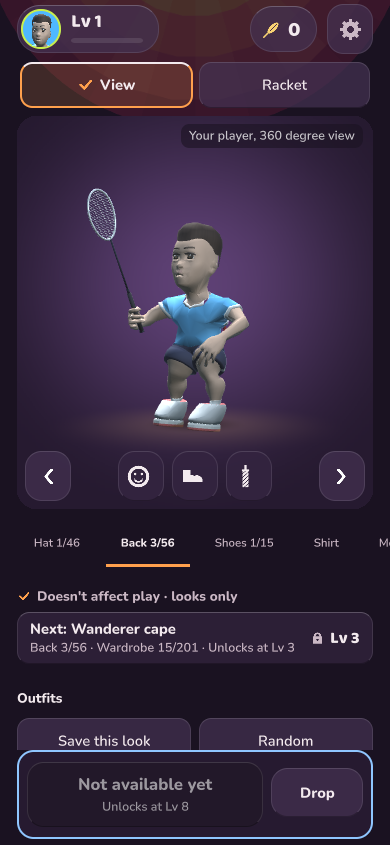 Lv 1
0
View
Racket
Your player, 360 degree view
Hat 1/46
Back 3/56
Shoes 1/15
Shirt
Doesn't affect play · looks only
Next: Wanderer cape
Back 3/56 · Wardrobe 15/201 · Unlocks at Lv 3
Lv 3
Outfits
Save this look
Random
Not available yet
Unlocks at Lv 8
Drop